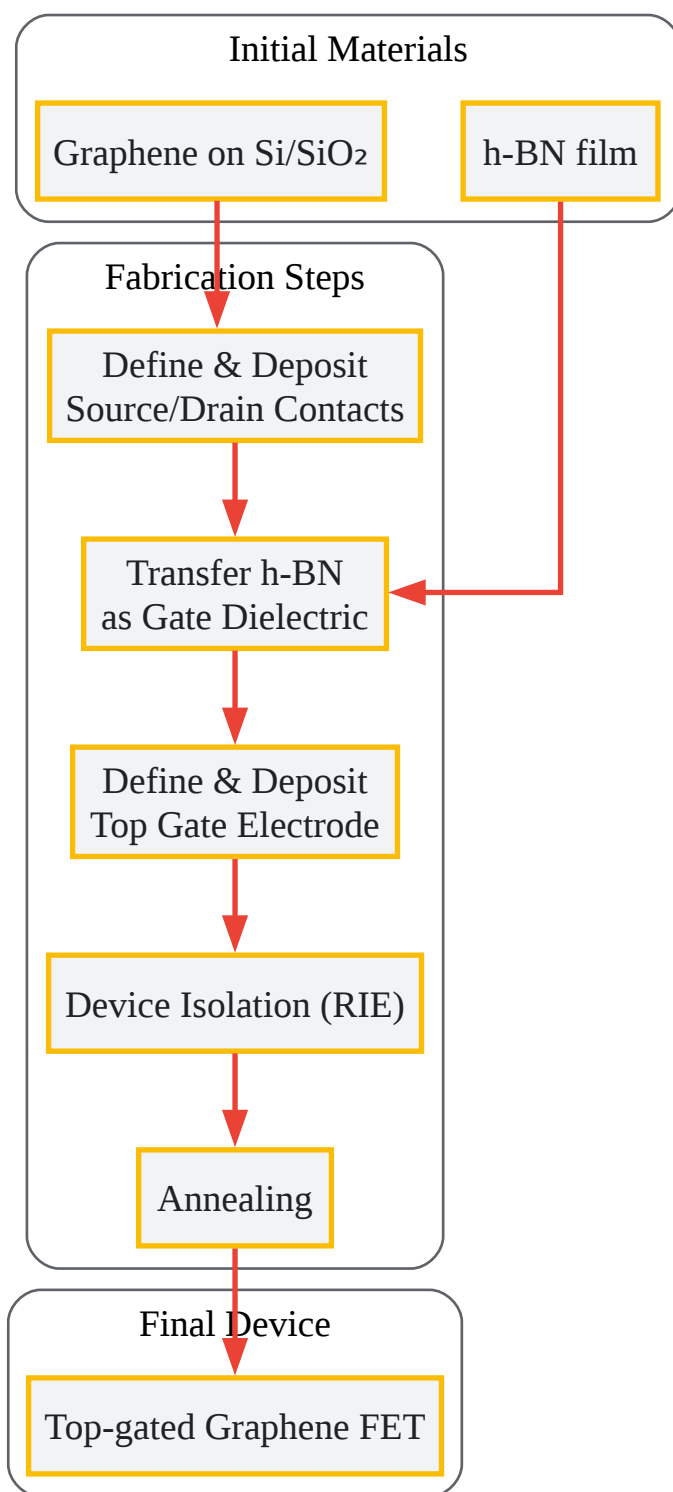 Initial Materials
Graphene on Si/SiO₂
h-BN film
Fabrication Steps
Define & Deposit
Source/Drain Contacts
Transfer h-BN
as Gate Dielectric
Define & Deposit
Top Gate Electrode
Device Isolation (RIE)
Annealing
Final Device
Top-gated Graphene FET